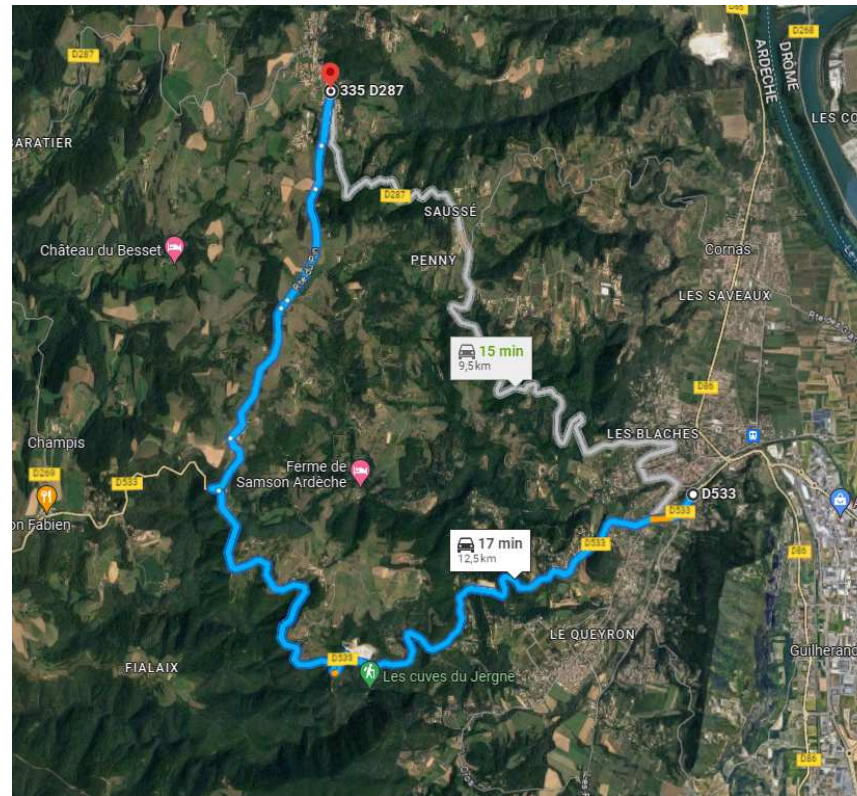 D287
335 D287
ARDÈCHE
DRÔME
D268
LES CO
BARATIER
D287
SAUSSÉ
PENNY
Château du Besset
Cornas
LES SAVEAUX
15 min
9,5 km
D86
LES BLACHES
Champis
D269
D533
Ferme de
Samson Ardèche
on Fabien
D533
D533
D533
17 min
12,5 km
D86
LE QUEYRON
Guilherand
D533
FIALAIX
Les cuves du Jergne
D86